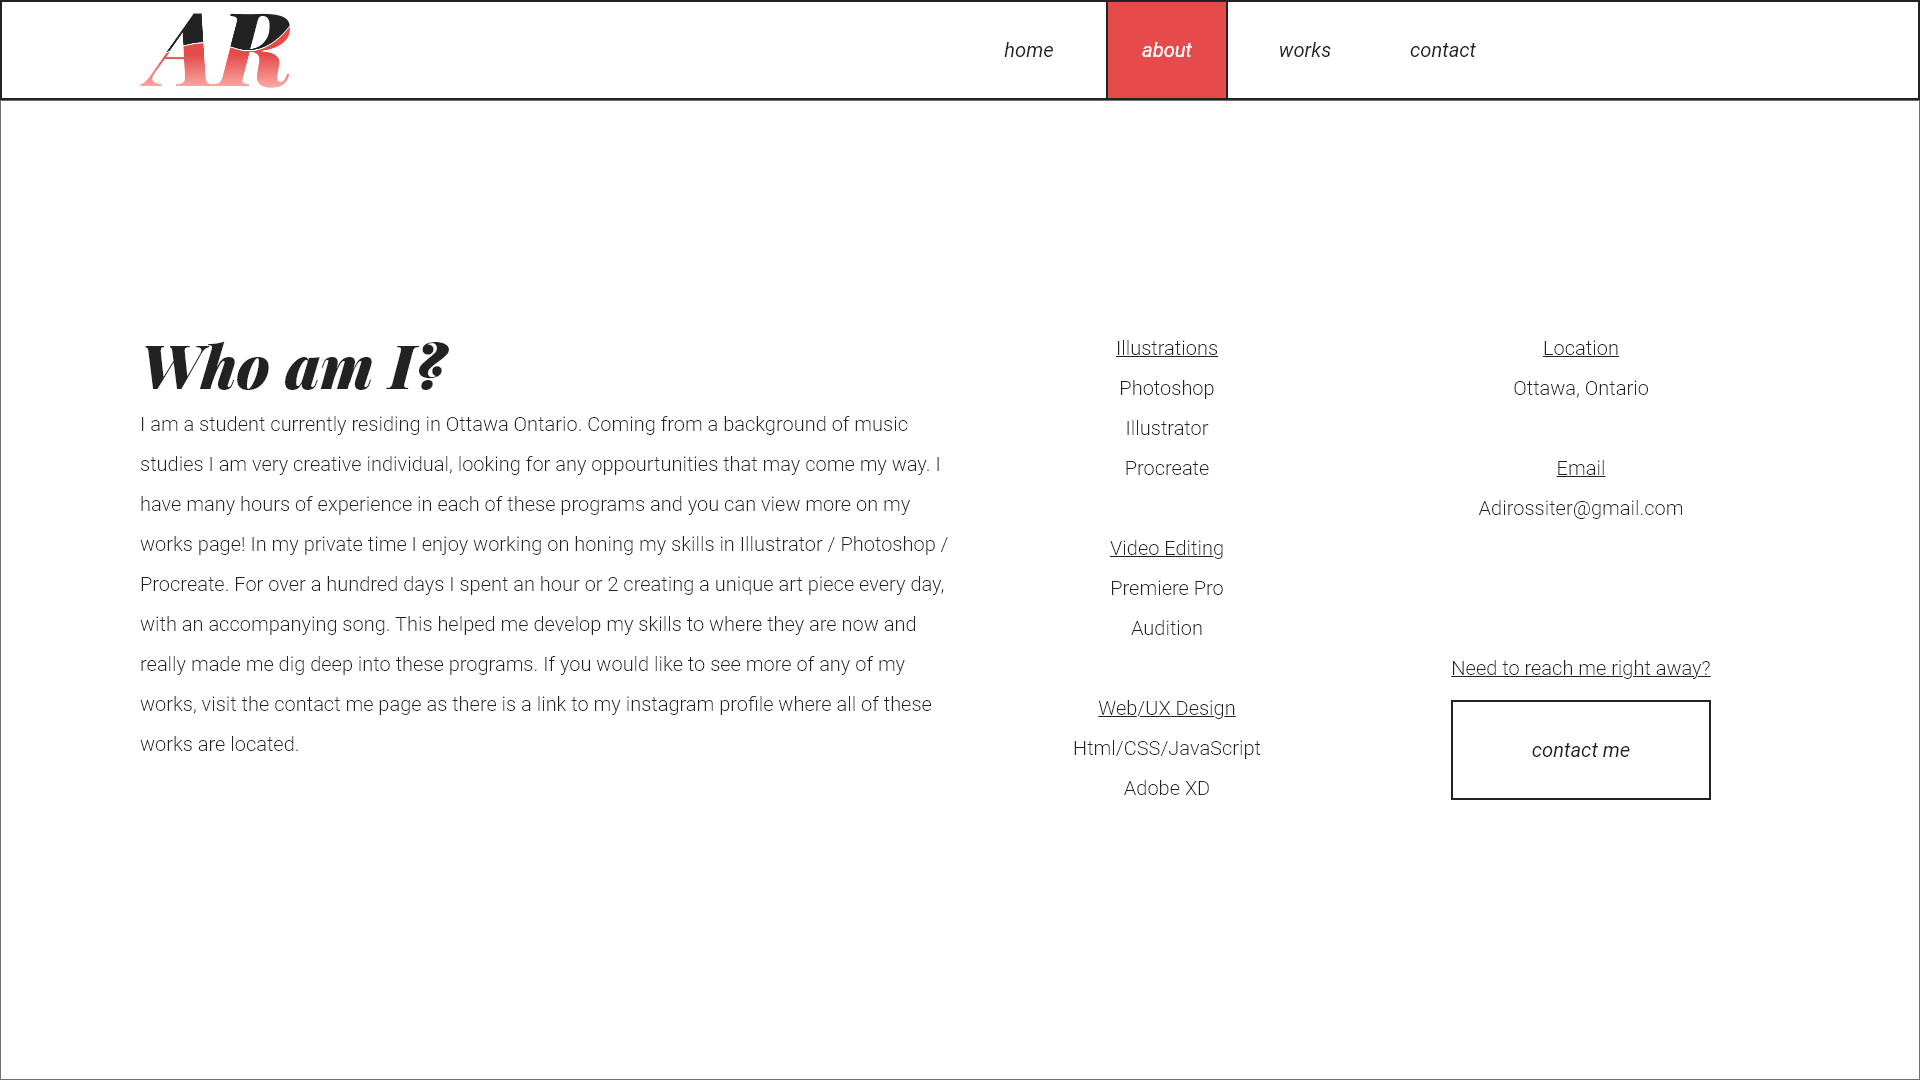 AR
home
about
works
contact
Who am I?
I am a student currently residing in Ottawa Ontario. Coming from a background of music
studies I am very creative individual, looking for any oppourtunities that may come my way. I
have many hours of experience in each of these programs and you can view more on my
works page! In my private time I enjoy working on honing my skills in Illustrator / Photoshop /
Procreate. For over a hundred days I spent an hour or 2 creating a unique art piece every day,
with an accompanying song. This helped me develop my skills to where they are now and
really made me dig deep into these programs. If you would like to see more of any of my
works, visit the contact me page as there is a link to my instagram profile where all of these
works are located.
Illustrations
Photoshop
Illustrator
Procreate
Video Editing
Premiere Pro
Audition
Web/UX Design
Html/CSS/JavaScript
Adobe XD
Location
Ottawa, Ontario
Email
Adirossiter@gmail.com
Need to reach me right away?
contact me